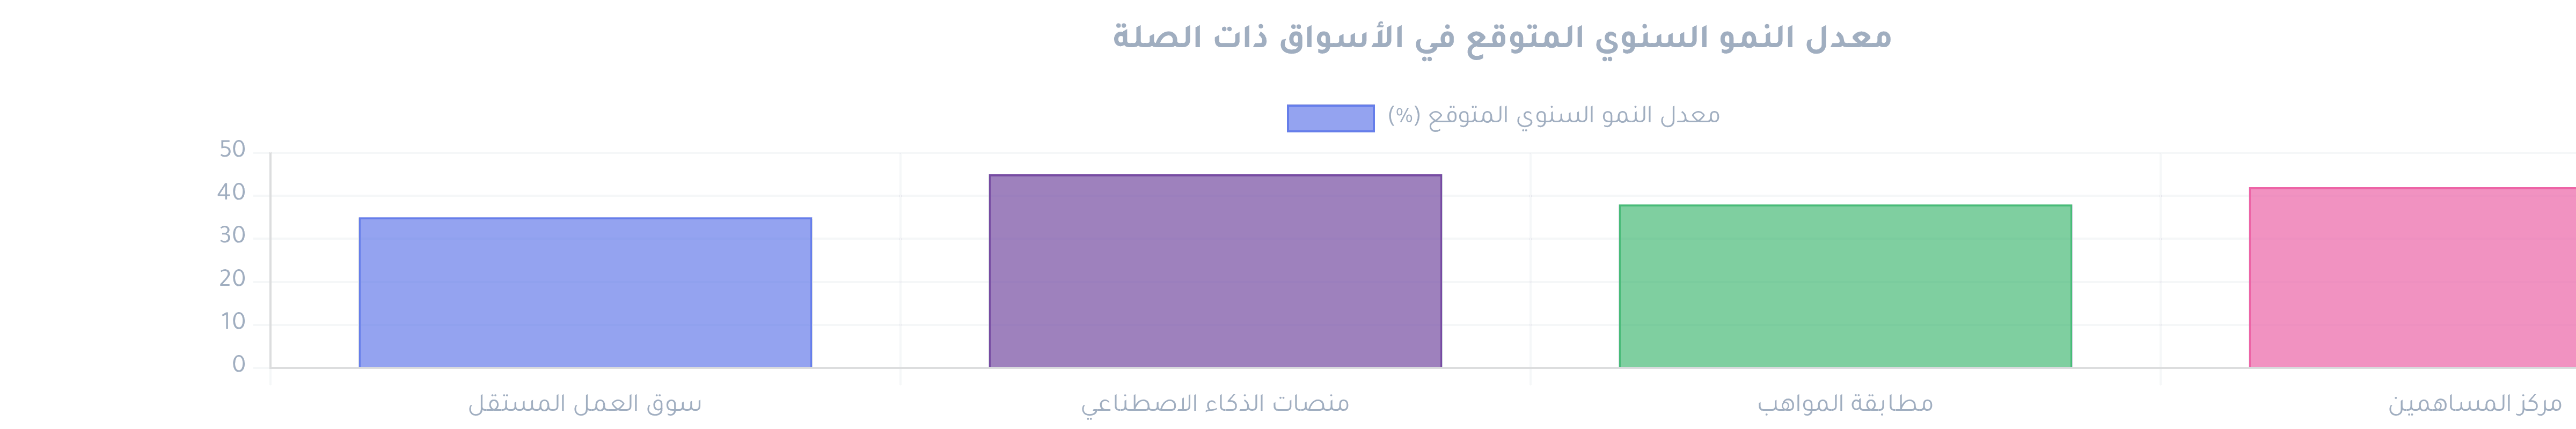 معدل النمو السنوي المتوقع في الأسواق ذات الصلة
معدل النمو السنوي المتوقع (%)
50
40
30
20
10
0
سوق العمل المستقل
منصات الذكاء الاصطناعي
مطابقة المواهب
مركز المساهمين